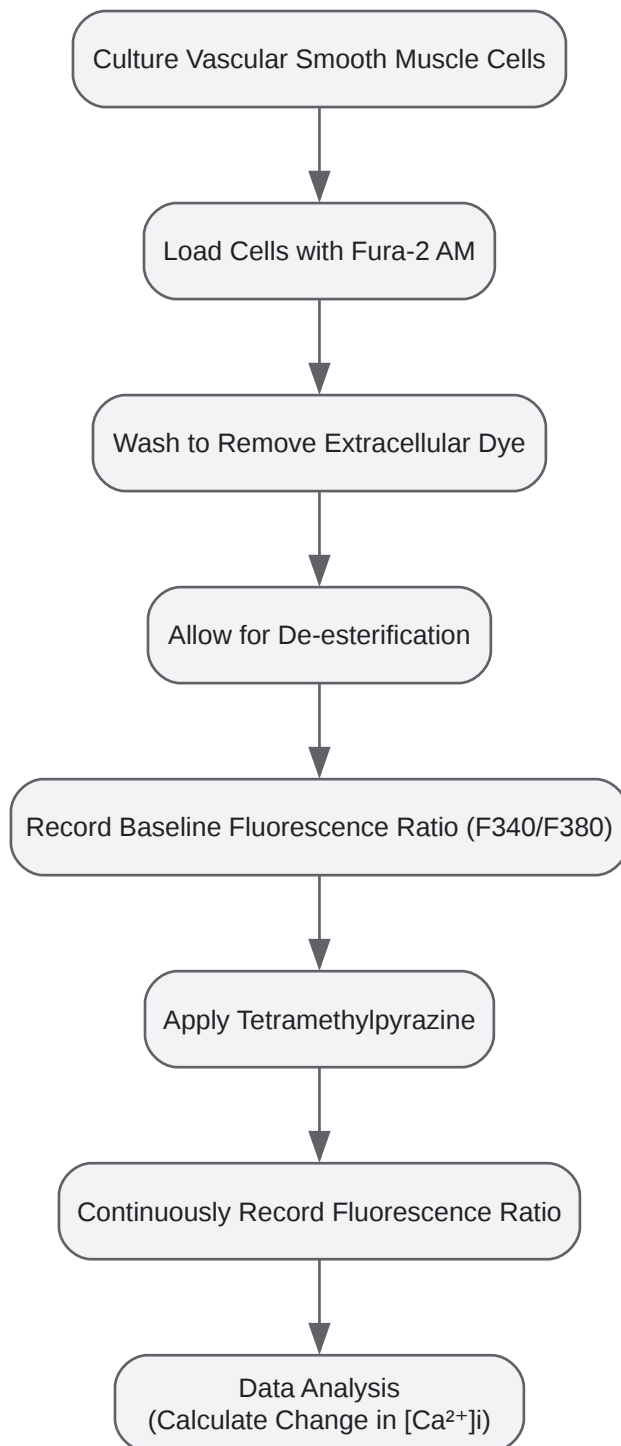 Culture Vascular Smooth Muscle Cells
Load Cells with Fura-2 AM
Wash to Remove Extracellular Dye
Allow for De-esterification
Record Baseline Fluorescence Ratio (F340/F380)
Apply Tetramethylpyrazine
Continuously Record Fluorescence Ratio
Data Analysis
(Calculate Change in [Ca²⁺]i)